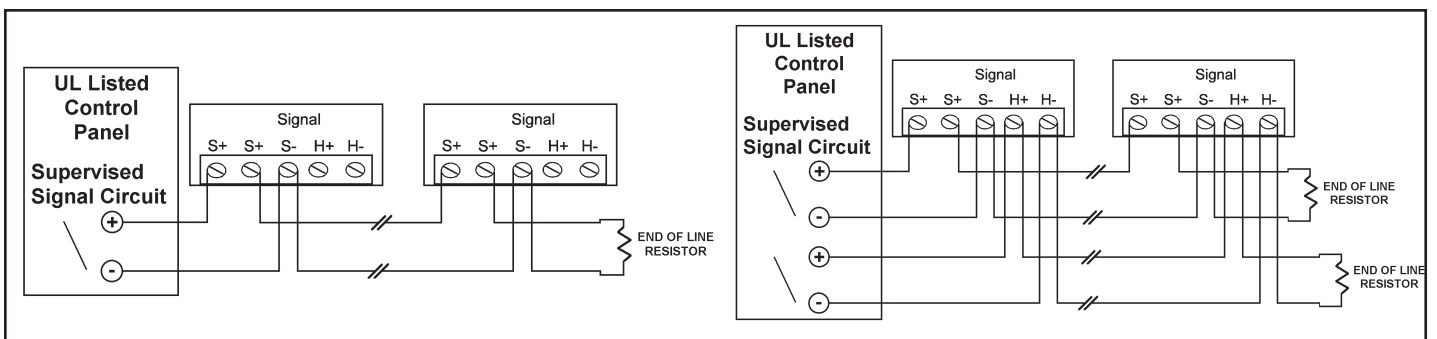 UL Listed
Control
Panel
Supervised
Signal Circuit
+
-
Signal
S+ S+ S- H+ H-
Signal
S+ S+ S- H+ H-
END OF LINE
RESISTOR
UL Listed
Control
Panel
Supervised
Signal Circuit
+
-
+
-
Signal
S+ S+ S- H+ H-
Signal
S+ S+ S- H+ H-
END OF LINE
RESISTOR
END OF LINE
RESISTOR